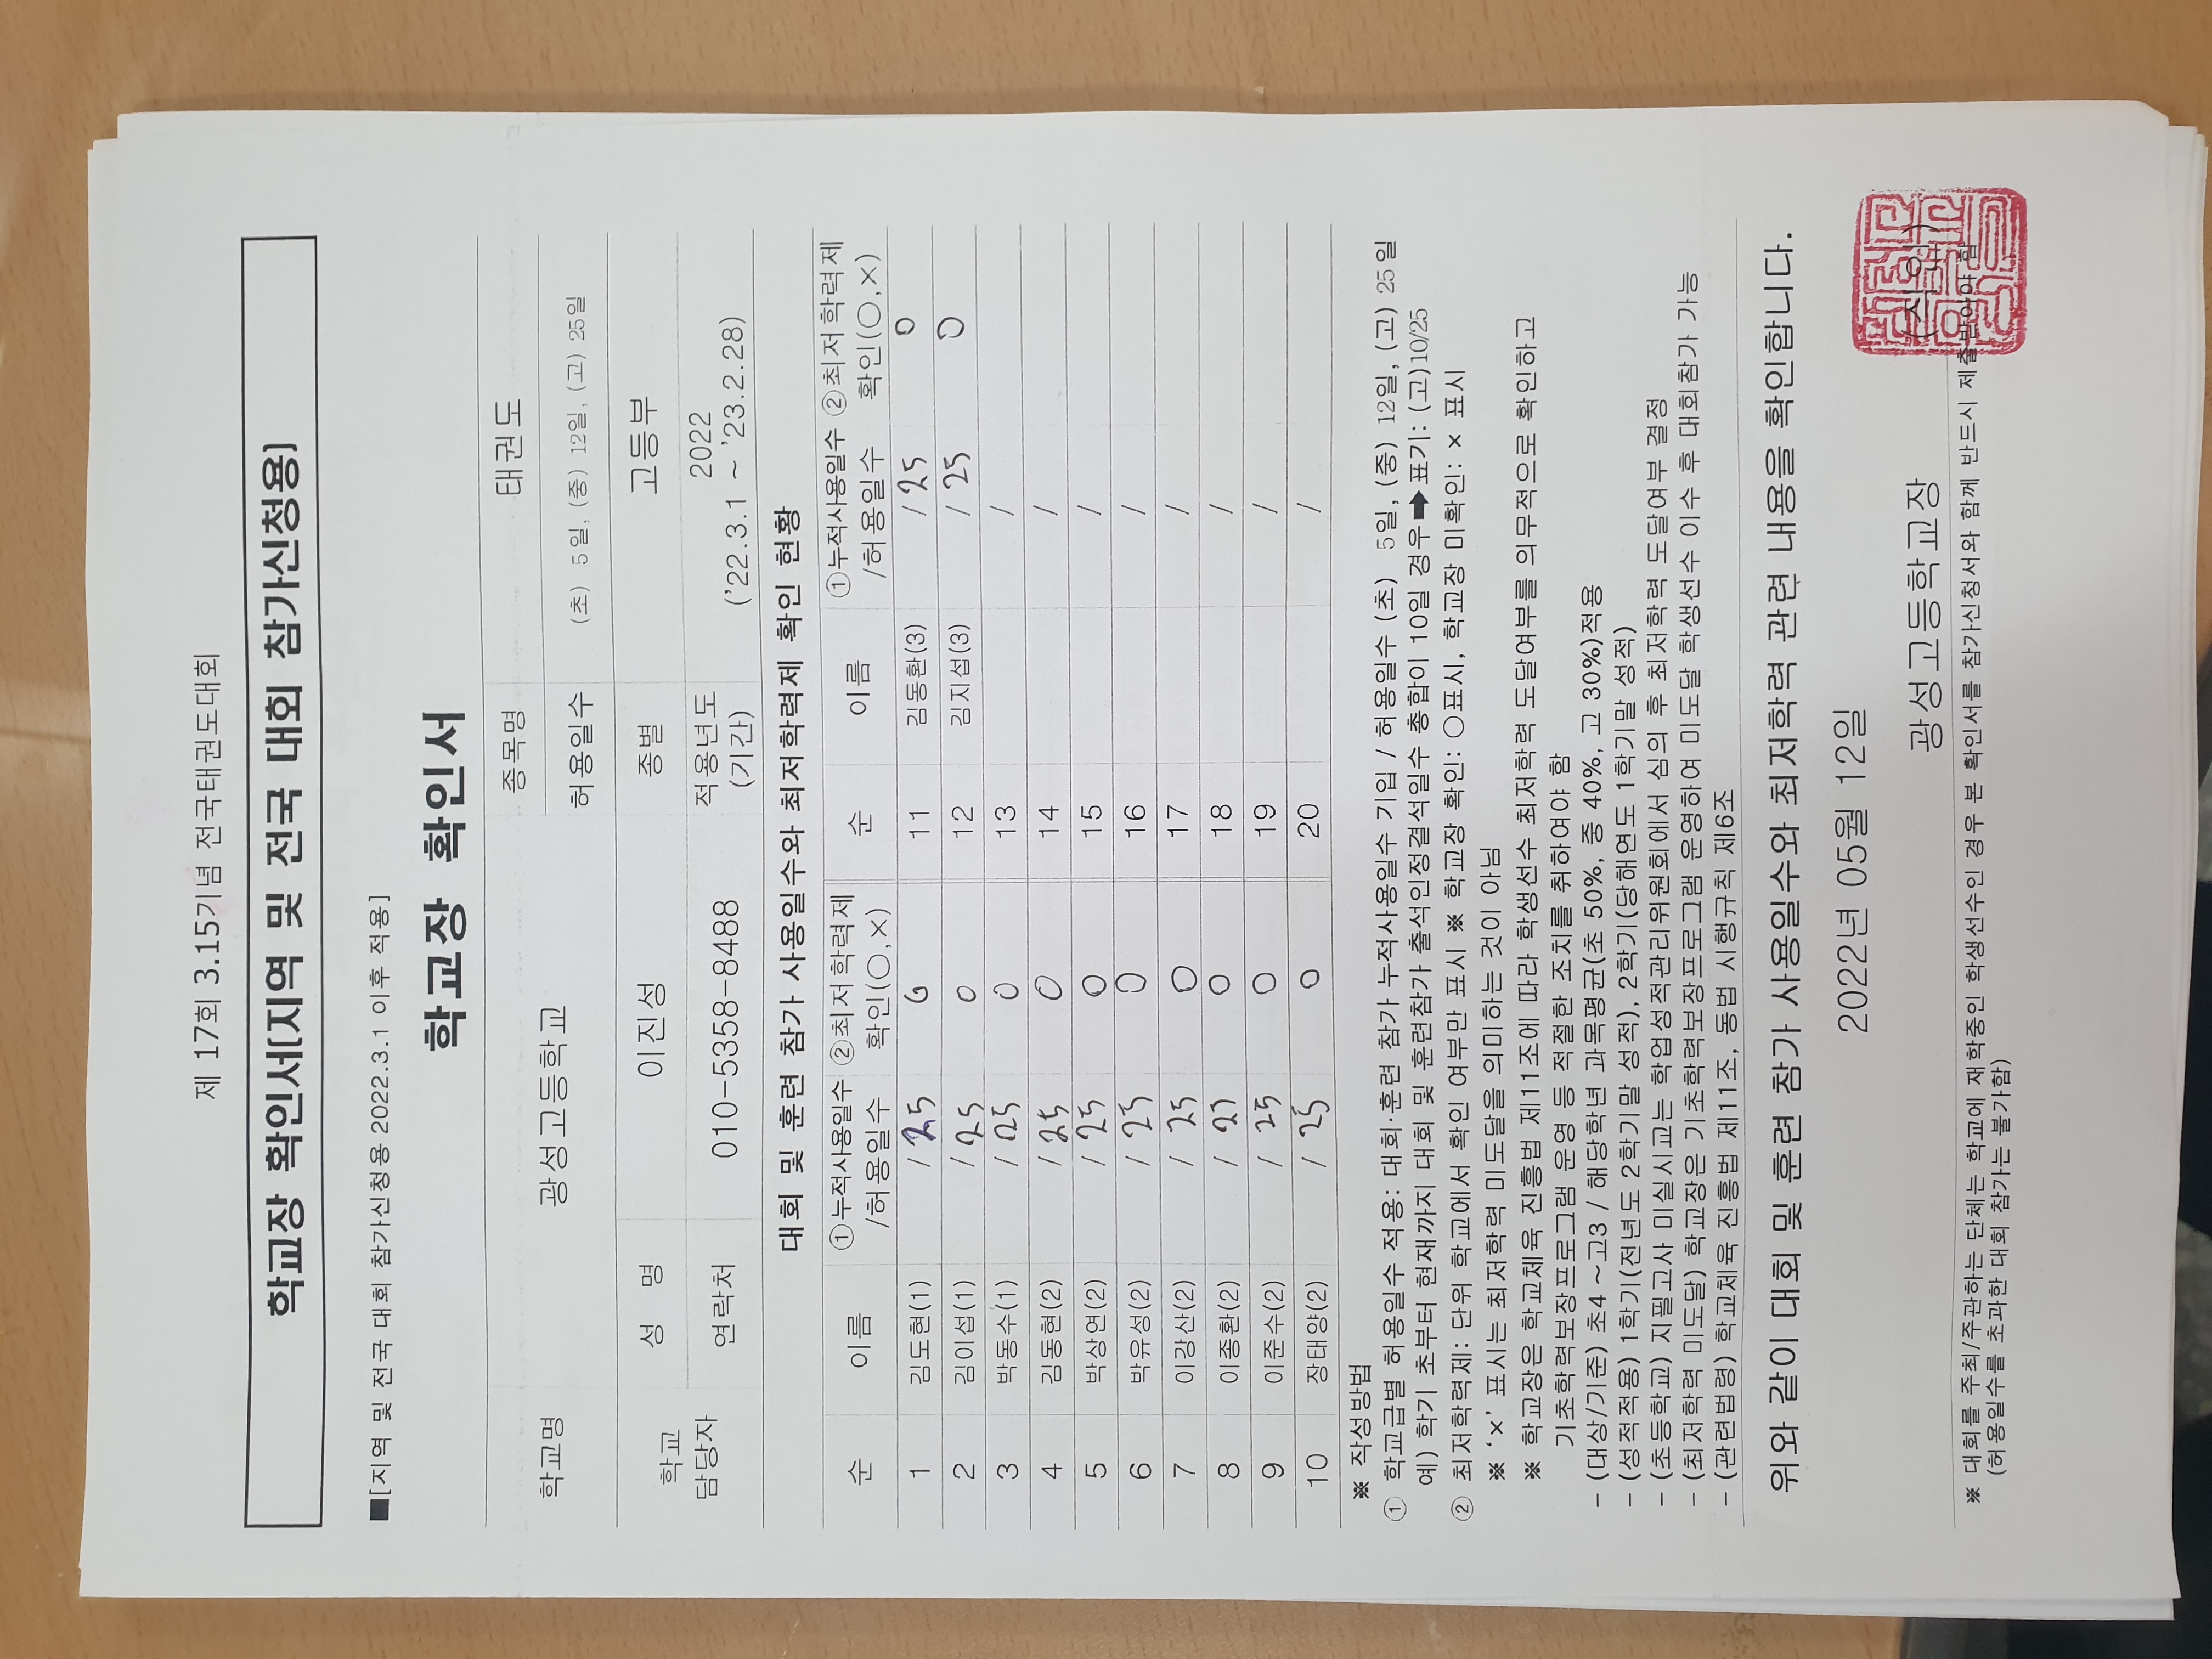 제 17회 3.15기념 전국태권도대회
학교장 확인서(지역 및 전국 대회 참가신청용)
■[지역 및 전국 대회 참가신청용 2022.3.1 이후 적용]
학교장 확인서
학교명 광성고등학교 종목명 태권도
허용일수 (초) 5일, (중) 12일, (고) 25일
학교 담당자 성 명 이진성 종별 고등부
연락처 010-5358-8488 적용년도 (기간) 2022 ('22.3.1 ~ '23.2.28)
대회 및 훈련 참가 사용일수와 최저학력제 확인 현황
순 이름 ①누적사용일수 /허용일수 ②최저학력제 확인(○,×) 순 이름 ①누적사용일수 /허용일수 ②최저학력제 확인(○,×)
1 김도현(1) / 25 ○ 11 김동환(3) / 25 ○
2 김이섭(1) / 25 ○ 12 김지섭(3) / 25 ○
3 박동수(1) / 25 ○ 13 /
4 김동현(2) / 25 ○ 14 /
5 박상연(2) / 25 ○ 15 /
6 박유성(2) / 25 ○ 16 /
7 이강산(2) / 25 ○ 17 /
8 이종환(2) / 25 ○ 18 /
9 이준수(2) / 25 ○ 19 /
10 장태양(2) / 25 ○ 20 /
※ 작성방법
① 학교급별 허용일수 적용: 대회·훈련 참가 누적사용일수 기입 / 허용일수 (초) 5일, (중) 12일, (고) 25일
예) 학기 초부터 현재까지 대회 및 훈련참가 출석인정결석일수 총합이 10일 경우 ➡ 표기: (고)10/25
② 최저학력제: 단위 학교에서 확인 여부만 표시 ※ 학교장 확인: ○표시, 학교장 미확인: × 표시
※ '×' 표시는 최저학력 미도달을 의미하는 것이 아님
※ 학교장은 학교체육 진흥법 제11조에 따라 학생선수 최저학력 도달여부를 의무적으로 확인하고
기초학력보장프로그램 운영 등 적절한 조치를 취하여야 함
- (대상/기준) 초4 ~ 고3 / 해당학년 과목평균(초 50%, 중 40%, 고 30%)적용
- (성적적용) 1학기(전년도 2학기말 성적), 2학기(당해연도 1학기말 성적)
- (초등학교) 지필고사 미실시교는 학업성적관리위원회에서 심의 후 최저학력 도달여부 결정
- (최저학력 미도달) 학교장은 기초학력보장프로그램 운영하여 미도달 학생선수 이수 후 대회참가 가능
- (관련법령) 학교체육 진흥법 제11조, 동법 시행규칙 제6조
위와 같이 대회 및 훈련 참가 사용일수와 최저학력 관련 내용을 확인합니다.
2022년 05월 12일
광성고등학교장 (직인)
※ 대회를 주최/주관하는 단체는 학교에 재학중인 학생선수인 경우 본 확인서를 참가신청서와 함께 반드시 제출받아야 함
(허용일수를 초과한 대회 참가는 불가함)